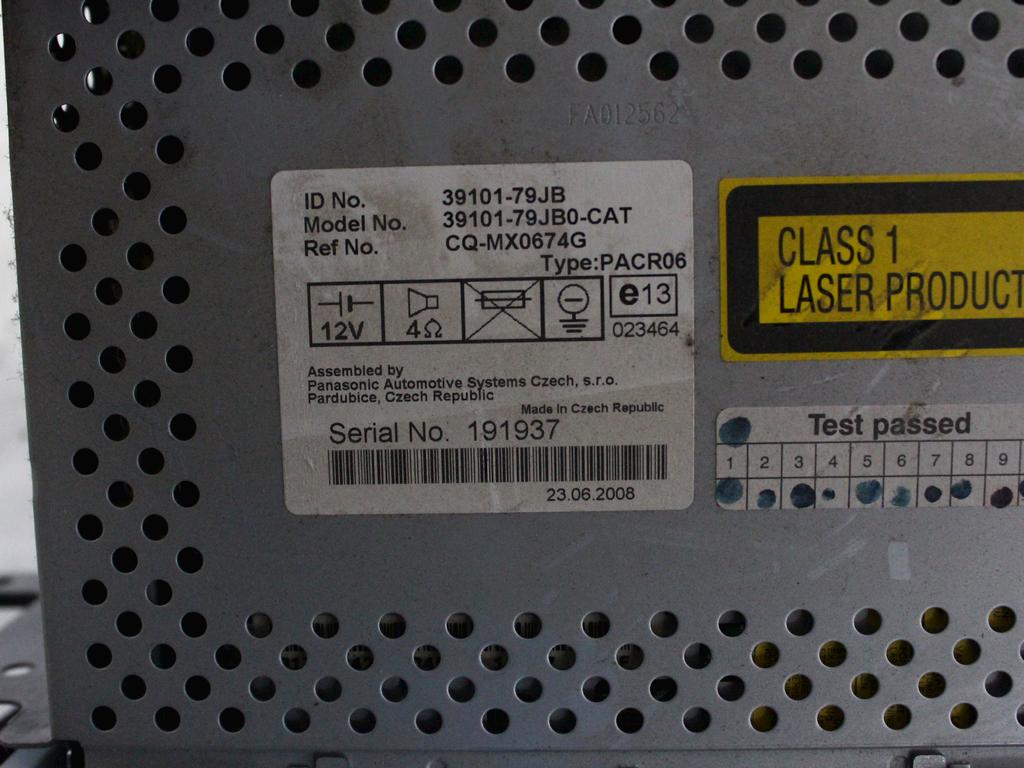 FA012562
ID No. 39101-79JB
Model No. 39101-79JB0-CAT
Ref No. CQ-MX0674G
Type:PACR06
12V 4Ω e13
023464
Assembled by
Panasonic Automotive Systems Czech, s.r.o.
Pardubice, Czech Republic
Made in Czech Republic
Serial No. 191937
23.06.2008
CLASS 1
LASER PRODUCT
Test passed
1 2 3 4 5 6 7 8 9